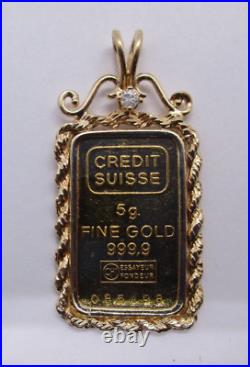 CREDIT
SUISSE
5g.
FINE GOLD
999,9
ESSAYEUR
FONDEUR